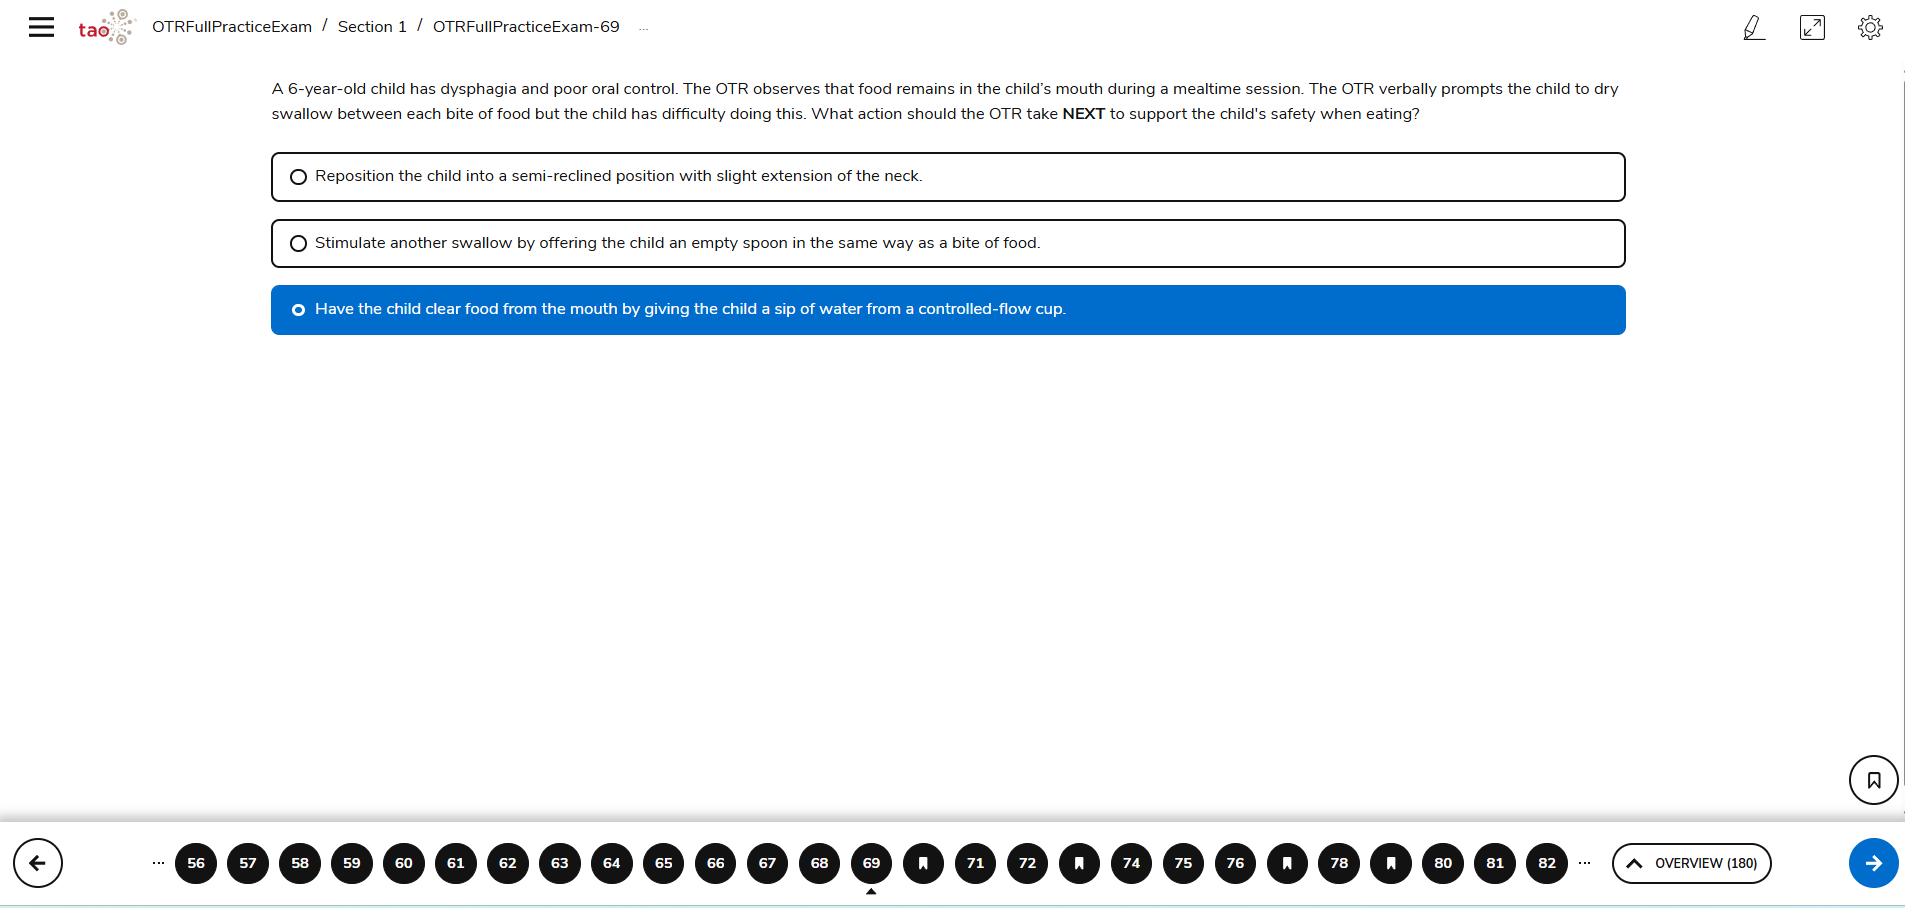 tao OTRFullPracticeExam / Section 1 / OTRFullPracticeExam-69 ...
A 6-year-old child has dysphagia and poor oral control. The OTR observes that food remains in the child’s mouth during a mealtime session. The OTR verbally prompts the child to dry
swallow between each bite of food but the child has difficulty doing this. What action should the OTR take NEXT to support the child's safety when eating?
Reposition the child into a semi-reclined position with slight extension of the neck.
Stimulate another swallow by offering the child an empty spoon in the same way as a bite of food.
Have the child clear food from the mouth by giving the child a sip of water from a controlled-flow cup.
... 56 57 58 59 60 61 62 63 64 65 66 67 68 69 71 72 74 75 76 78 80 81 82 ... OVERVIEW (180)